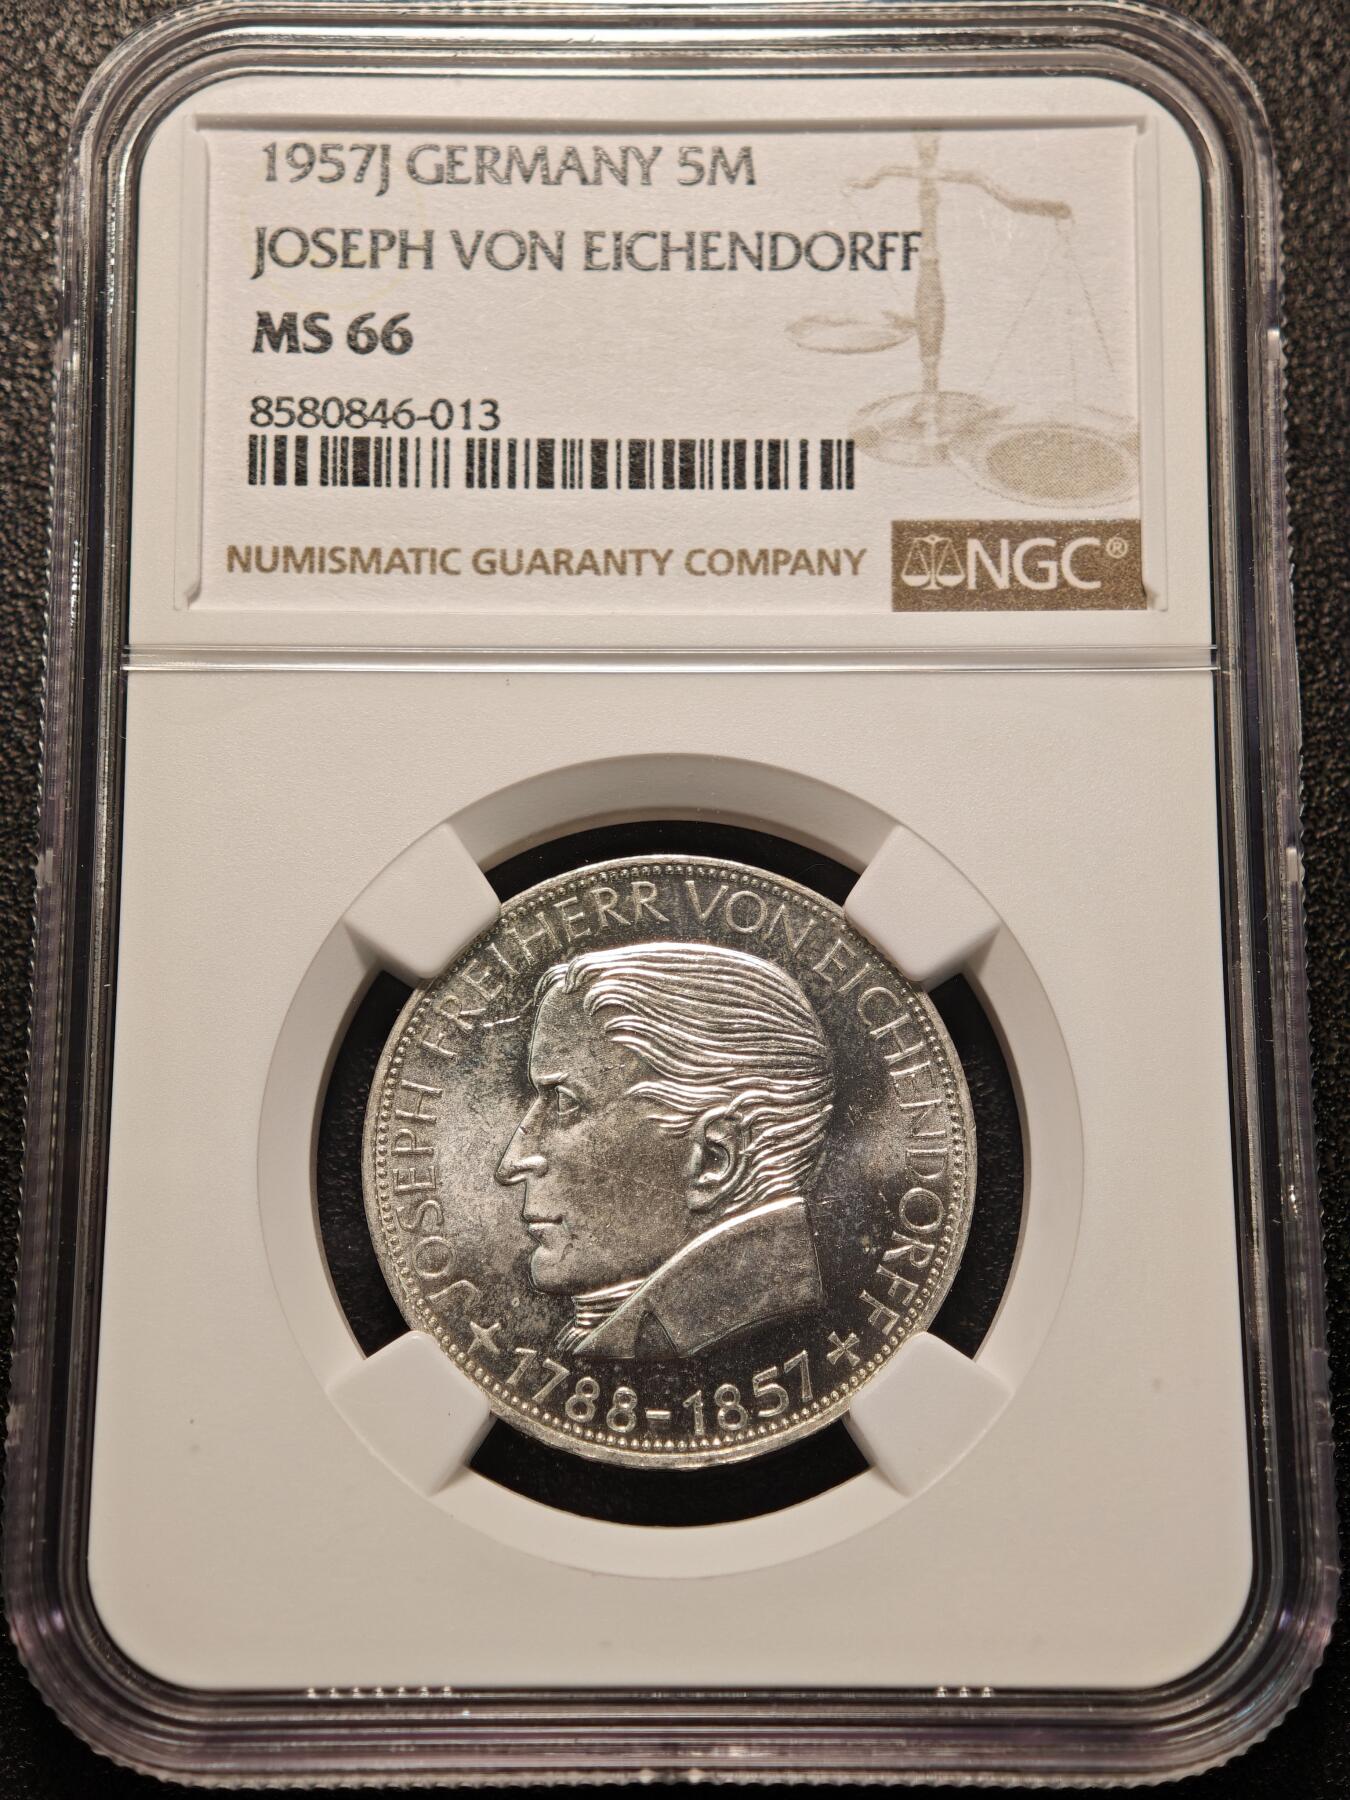 1957J GERMANY 5M
JOSEPH VON EICHENDORFF
MS 66
8580846-013
NUMISMATIC GUARANTY COMPANY
NGC®
JOSEPH FREIHERR VON EICHENDORFF
1788-1857